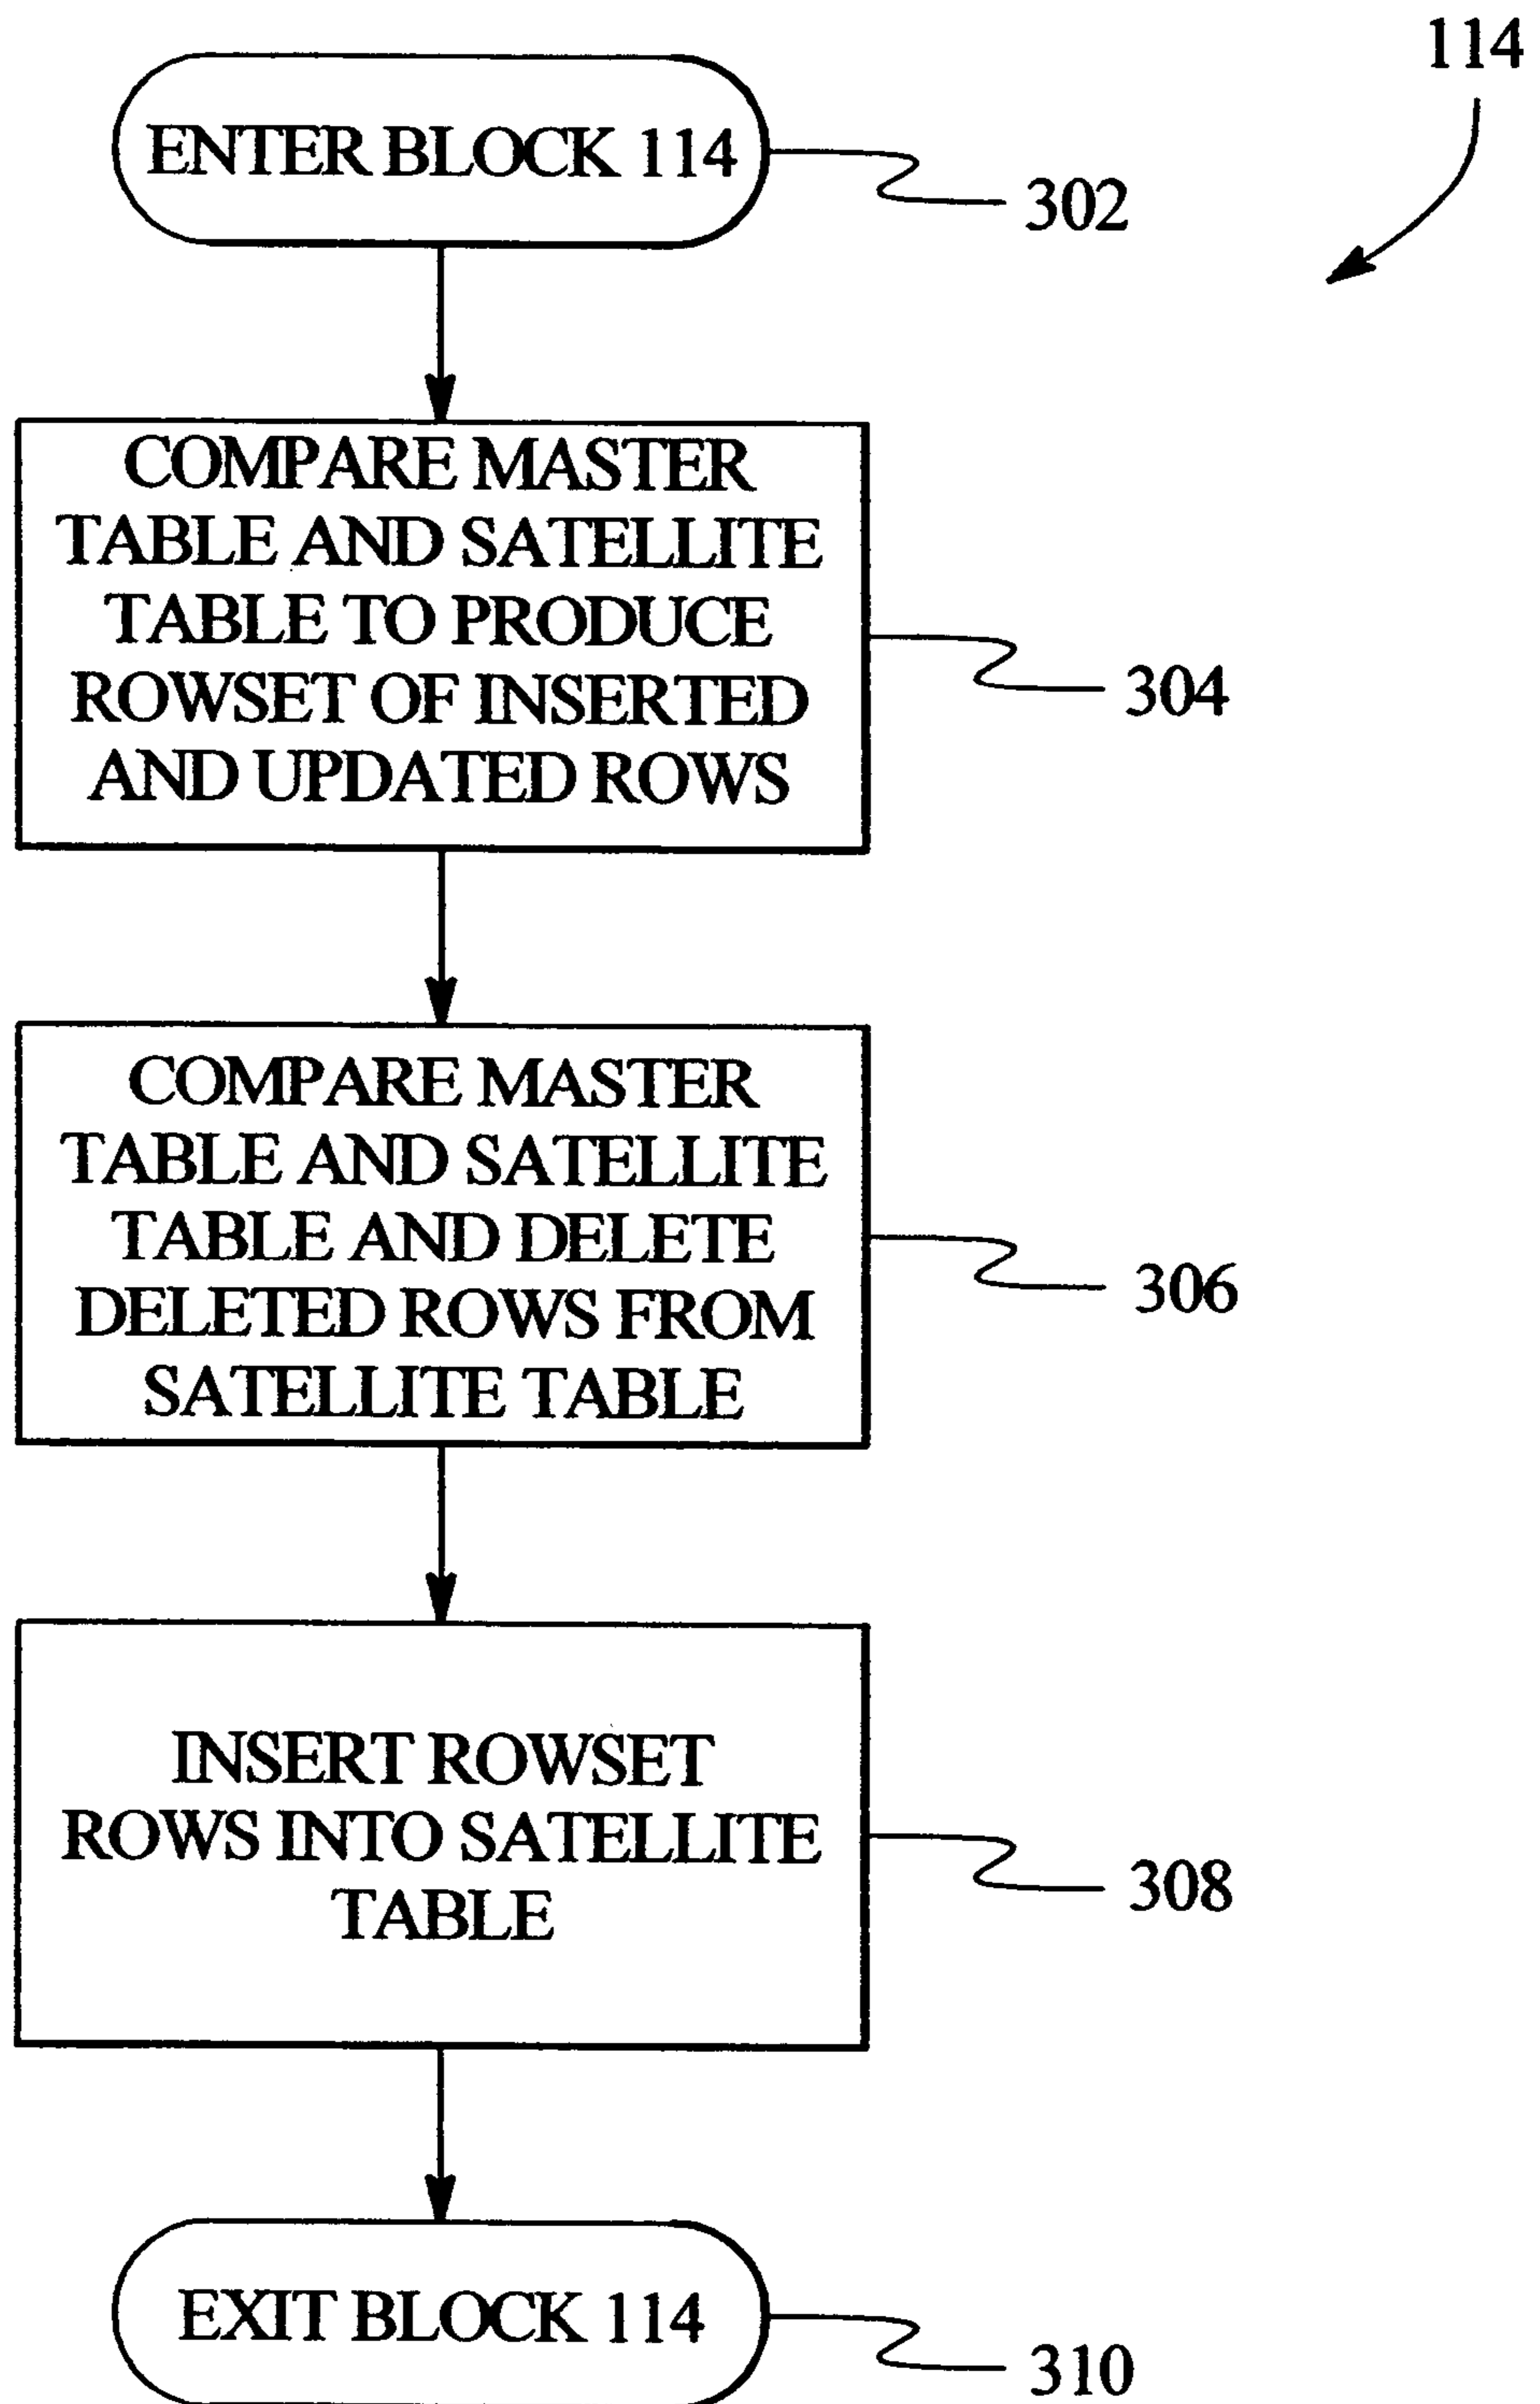 114
ENTER BLOCK 114
302
COMPARE MASTER
TABLE AND SATELLITE
TABLE TO PRODUCE
ROWSET OF INSERTED
AND UPDATED ROWS
304
COMPARE MASTER
TABLE AND SATELLITE
TABLE AND DELETE
DELETED ROWS FROM
SATELLITE TABLE
306
INSERT ROWSET
ROWS INTO SATELLITE
TABLE
308
EXIT BLOCK 114
310